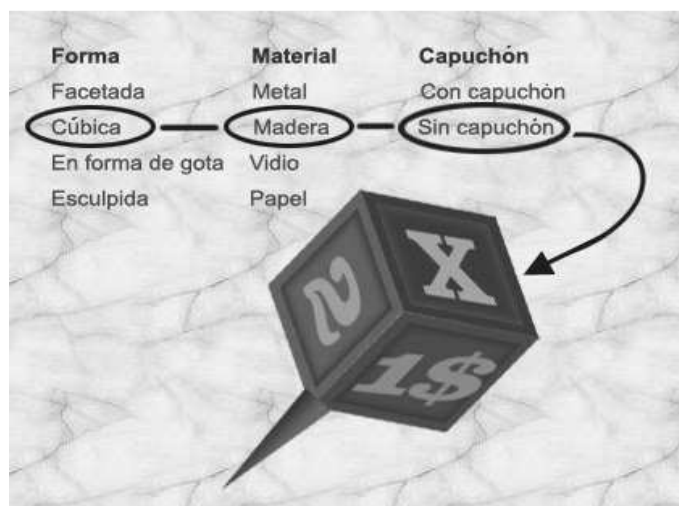 Forma Material Capuchón
Facetada Metal Con capuchón
Cúbica Madera Sin capuchón
En forma de gota Vidio
Esculpida Papel
X
2
1$